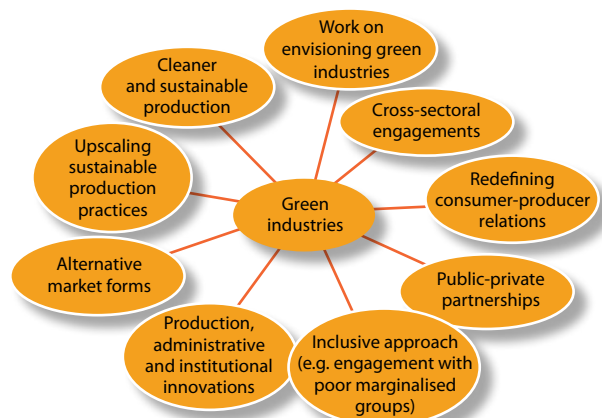 Work on
envisioning green
industries
Cleaner
and sustainable
production
Cross-sectoral
engagements
Upscaling
sustainable
production
practices
Redefining
consumer-producer
relations
Green
industries
Alternative
market forms
Public-private
partnerships
Production,
administrative
and institutional
innovations
Inclusive approach
(e.g. engagement with
poor marginalised
groups)